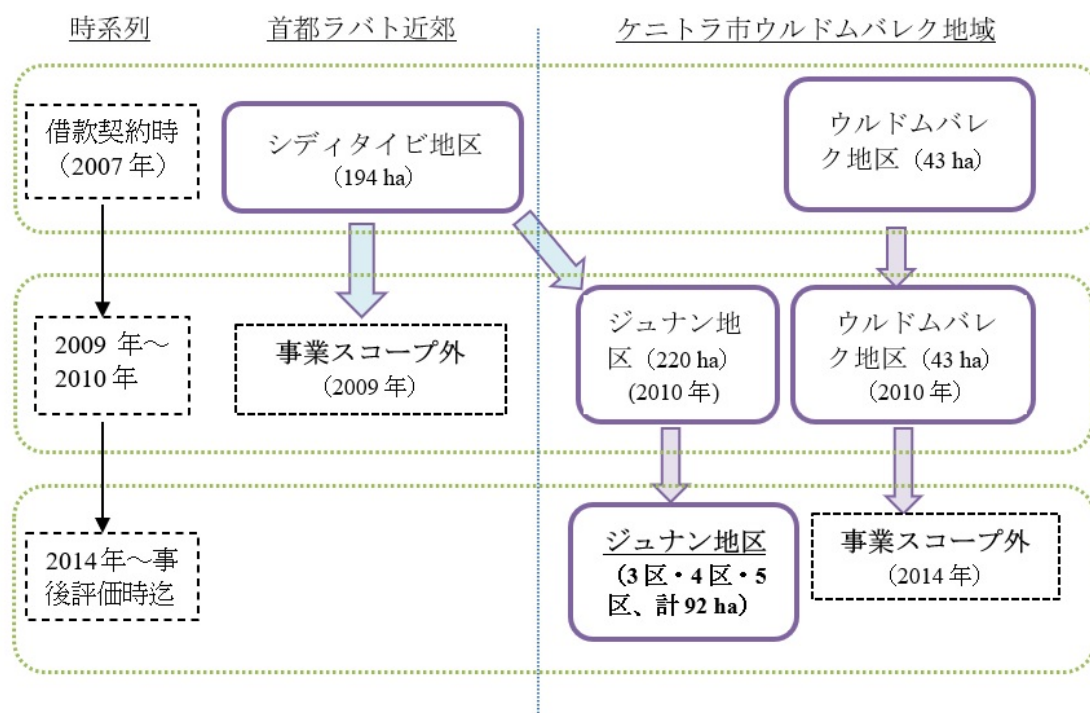 時系列
首都ラバト近郊
ケニトラ市ウルドムバレク地域
借款契約時
（2007 年）
シディタイビ地区
（194 ha）
ウルドムバレ
ク地区（43 ha）
2009 年～
2010 年
事業スコープ外
（2009 年）
ジュナン地
区（220 ha）
(2010 年)
ウルドムバレ
ク地区（43 ha）
（2010 年）
2014 年～事
後評価時迄
ジュナン地区
（3 区・4 区・5
区、計 92 ha）
事業スコープ外
（2014 年）